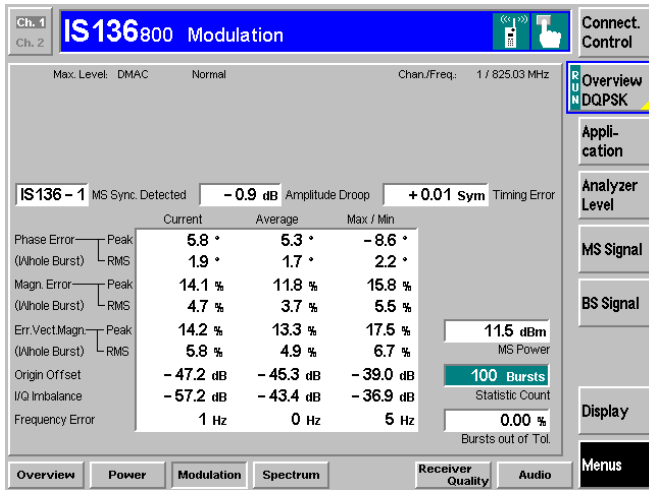 Ch. 1
Ch. 2
IS136800 Modulation
Connect. Control
Max. Level: DMAC Normal Chan./Freq.: 1 / 825.03 MHz
RUN
Overview DQPSK
Appli-
cation
IS136 – 1 MS Sync. Detected – 0.9 dB Amplitude Droop + 0.01 Sym Timing Error
Analyzer Level
Current Average Max / Min
Phase Error Peak 5.8 ° 5.3 ° – 8.6 °
(Whole Burst) RMS 1.9 ° 1.7 ° 2.2 °
MS Signal
Magn. Error Peak 14.1 % 11.8 % 15.8 %
(Whole Burst) RMS 4.7 % 3.7 % 5.5 %
BS Signal
Err.Vect.Magn. Peak 14.2 % 13.3 % 17.5 % 11.5 dBm
(Whole Burst) RMS 5.8 % 4.9 % 6.7 % MS Power
Origin Offset – 47.2 dB – 45.3 dB – 39.0 dB 100 Bursts
I/Q Imbalance – 57.2 dB – 43.4 dB – 36.9 dB Statistic Count
Frequency Error 1 Hz 0 Hz 5 Hz 0.00 %
Bursts out of Tol.
Display
Overview Power Modulation Spectrum Receiver Quality Audio
Menus